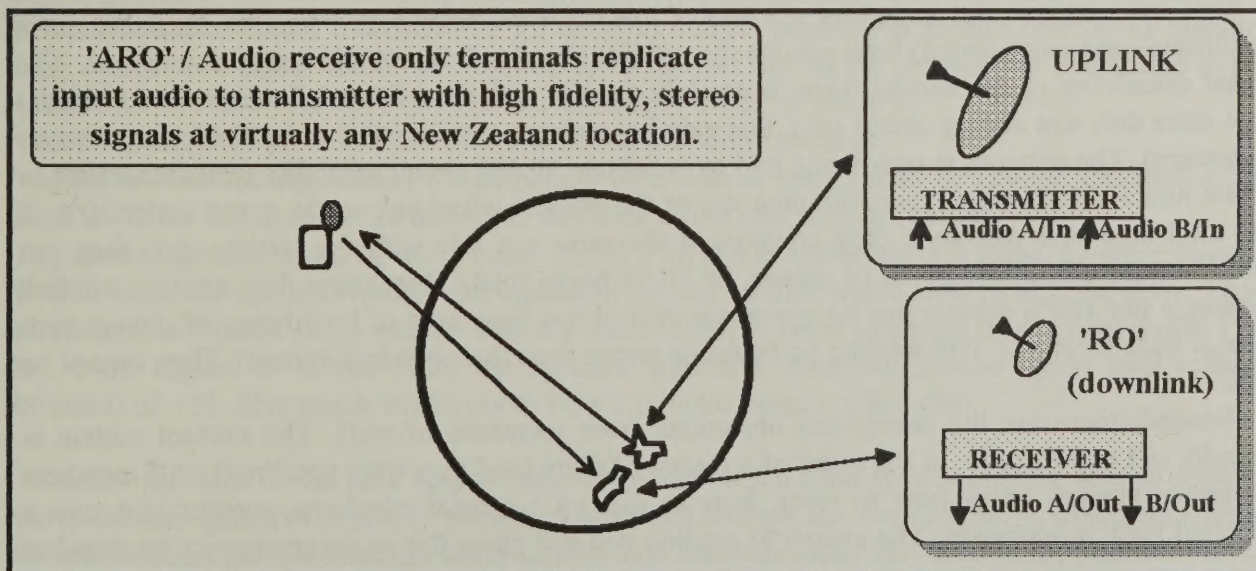 'ARO' / Audio receive only terminals replicate
input audio to transmitter with high fidelity, stereo
signals at virtually any New Zealand location.
UPLINK
TRANSMITTER
Audio A/In Audio B/In
'RO'
(downlink)
RECEIVER
Audio A/Out B/Out